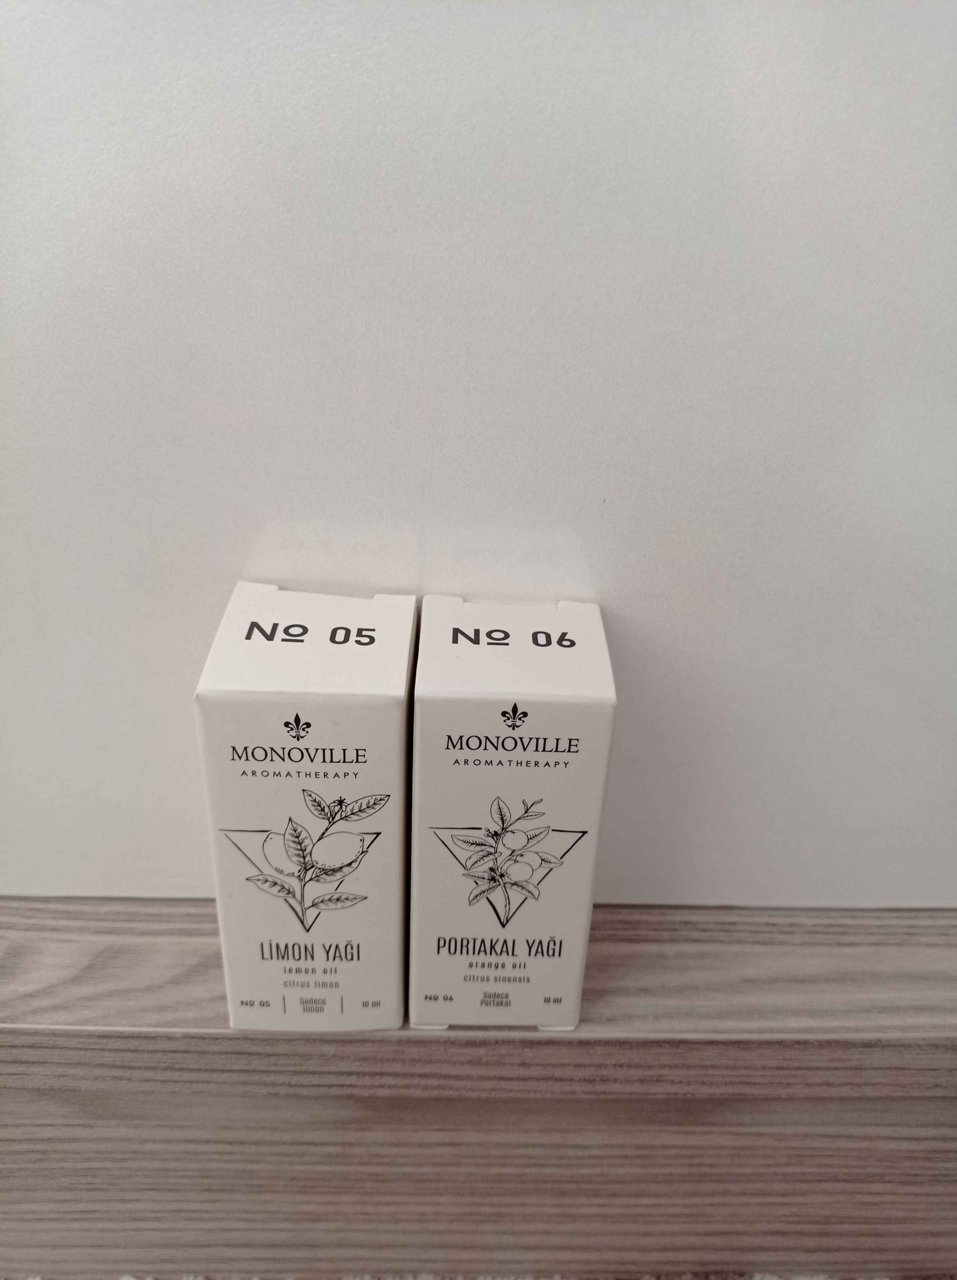 № 05
MONOVILLE
AROMATHERAPY
LİMON YAĞI
lemon oil
citrus limon
№ 05
Sadece
limon
10 ml
№ 06
MONOVILLE
AROMATHERAPY
PORTAKAL YAĞI
orange oil
citrus sinensis
№ 06
Sadece
Portakal
10 ml